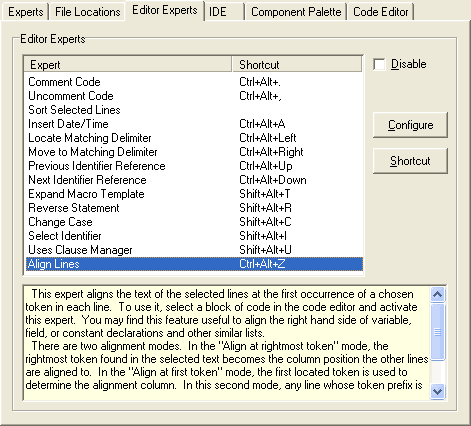 Experts File Locations Editor Experts IDE Component Palette Code Editor
Editor Experts
Expert Shortcut
Comment Code Ctrl+Alt+.
Uncomment Code Ctrl+Alt+,
Sort Selected Lines
Insert Date/Time Ctrl+Alt+A
Locate Matching Delimiter Ctrl+Alt+Left
Move to Matching Delimiter Ctrl+Alt+Right
Previous Identifier Reference Ctrl+Alt+Up
Next Identifier Reference Ctrl+Alt+Down
Expand Macro Template Shift+Alt+T
Reverse Statement Shift+Alt+R
Change Case Shift+Alt+C
Select Identifier Shift+Alt+I
Uses Clause Manager Shift+Alt+U
Align Lines Ctrl+Alt+Z
Disable
Configure
Shortcut
This expert aligns the text of the selected lines at the first occurrence of a chosen
token in each line. To use it, select a block of code in the code editor and activate
this expert. You may find this feature useful to align the right hand side of variable,
field, or constant declarations and other similar lists.
There are two alignment modes. In the "Align at rightmost token" mode, the
rightmost token found in the selected text becomes the column position the other lines
are aligned to. In the "Align at first token" mode, the first located token is used to
determine the alignment column. In this second mode, any line whose token prefix is